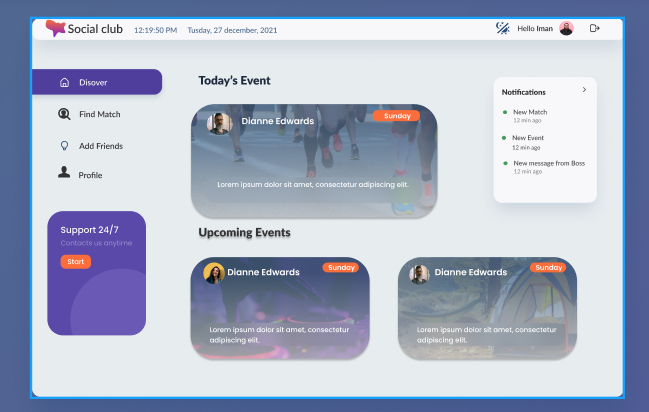 Social club
12:19:50 PM
Tusday, 27 december, 2021
Hello Iman
Disover
Find Match
Add Friends
Profile
Support 24/7
Contacts us anytime
Start
Today's Event
Dianne Edwards
Sunday
Lorem ipsum dolor sit amet, consectetur adipiscing elit.
Upcoming Events
Dianne Edwards
Sunday
Lorem ipsum dolor sit amet, consectetur
adipiscing elit.
Dianne Edwards
Sunday
Lorem ipsum dolor sit amet, consectetur
adipiscing elit.
Notifications
New Match
12 min ago
New Event
12 min ago
New message from Boss
12 min ago